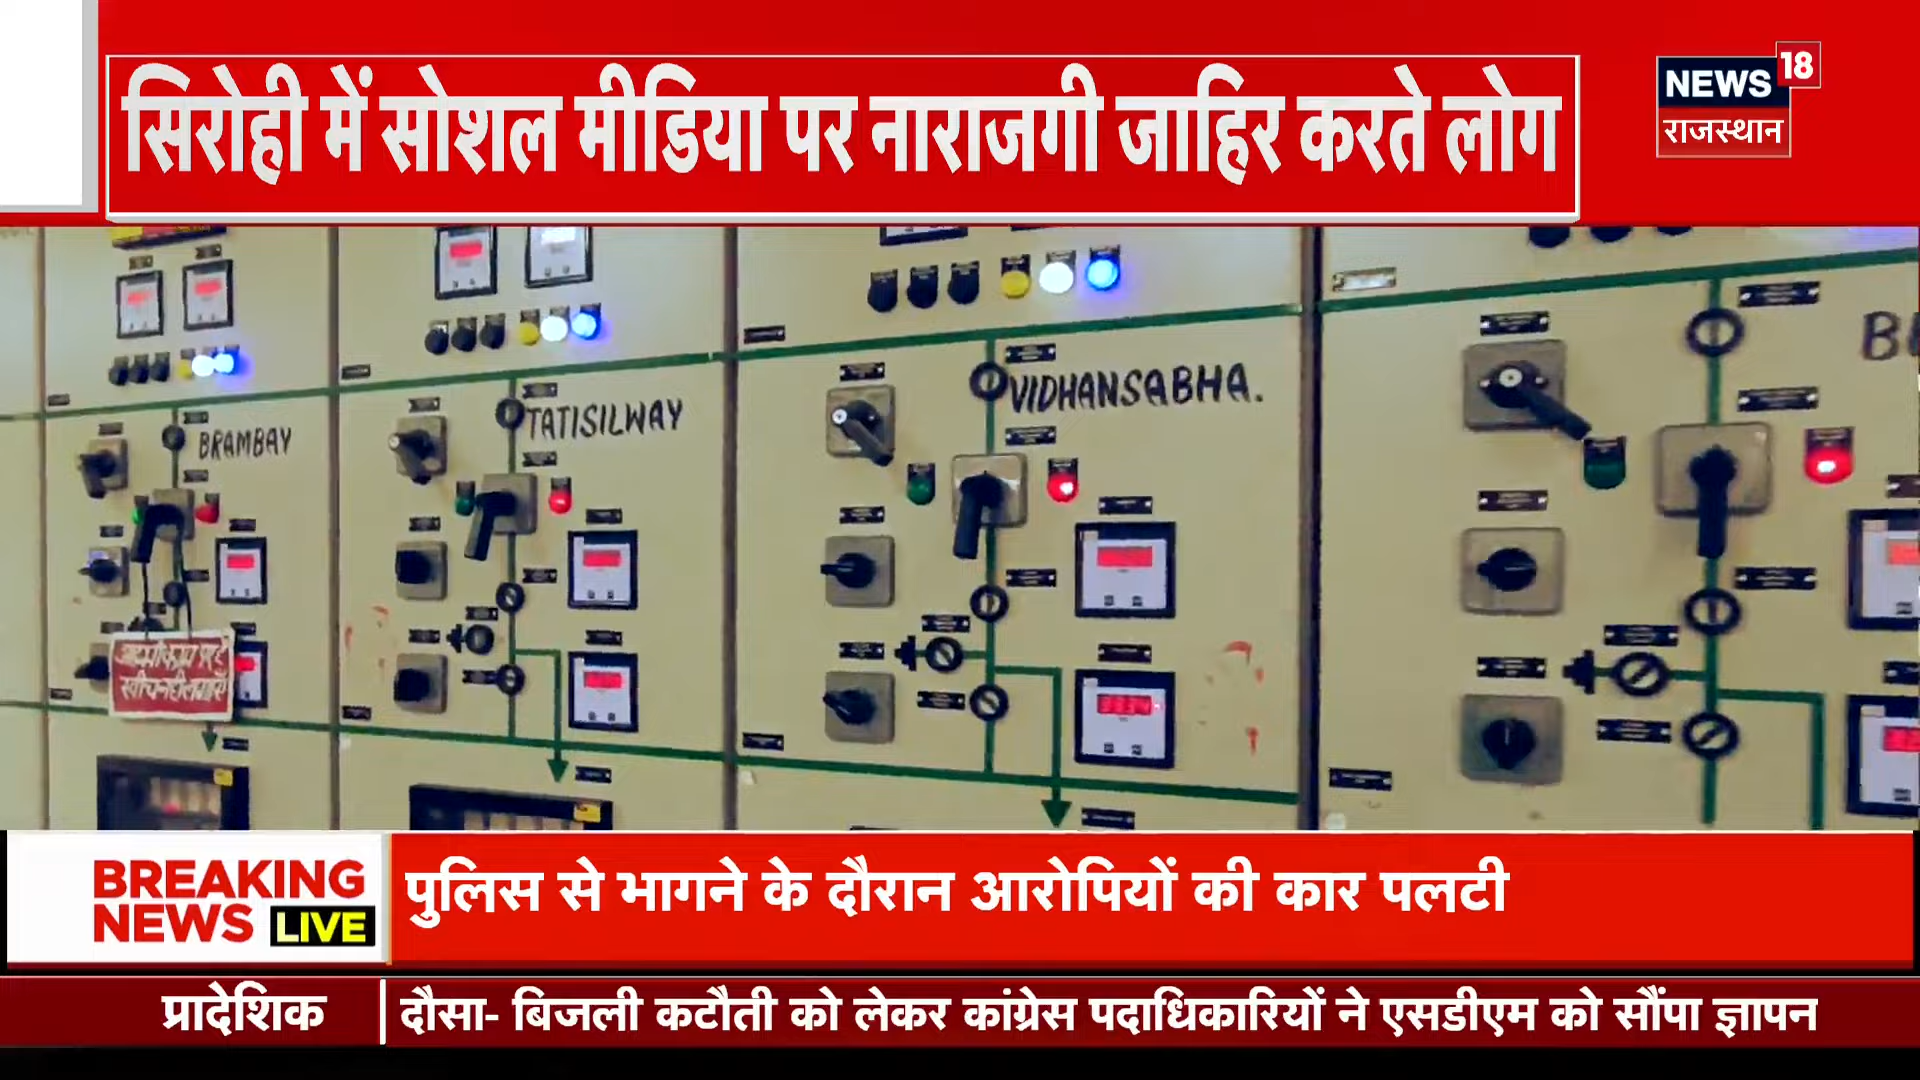 सिरोही में सोशल मीडिया पर नाराजगी जाहिर करते लोग
NEWS 18
राजस्थान
BRAMBAY
TATISILWAY
VIDHANSABHA.
BREAKING
NEWS LIVE
पुलिस से भागने के दौरान आरोपियों की कार पलटी
प्रादेशिक
दौसा- बिजली कटौती को लेकर कांग्रेस पदाधिकारियों ने एसडीएम को सौंपा ज्ञापन